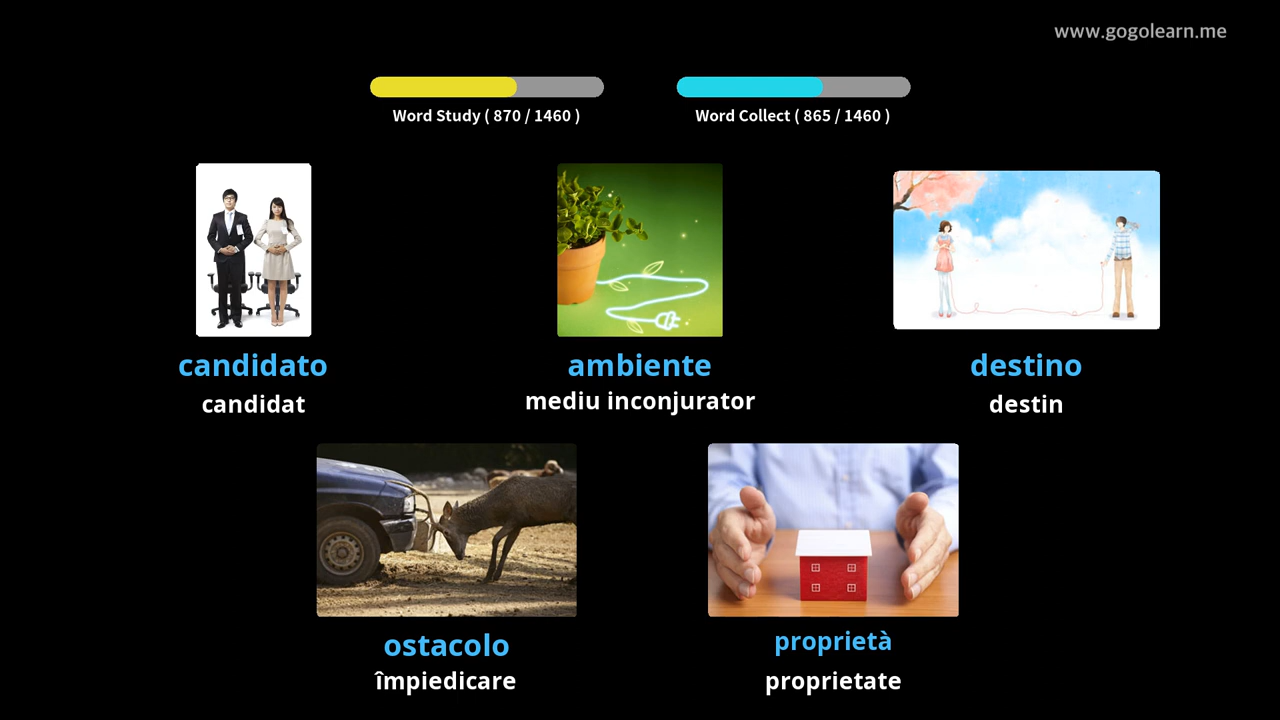 www.gogolearn.me
Word Study ( 870 / 1460 )
Word Collect ( 865 / 1460 )
candidato
candidat
ambiente
mediu inconjurator
destino
destin
ostacolo
împiedicare
proprietà
proprietate